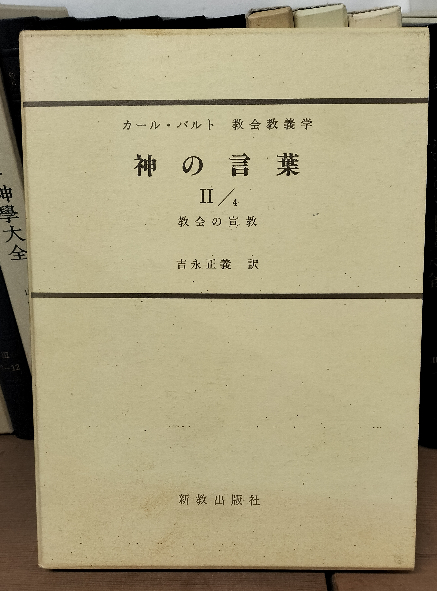 カール・バルト 教会教義学
神の言葉
II/4
教会の宣教
吉永正義 訳
新教出版社
神學大全